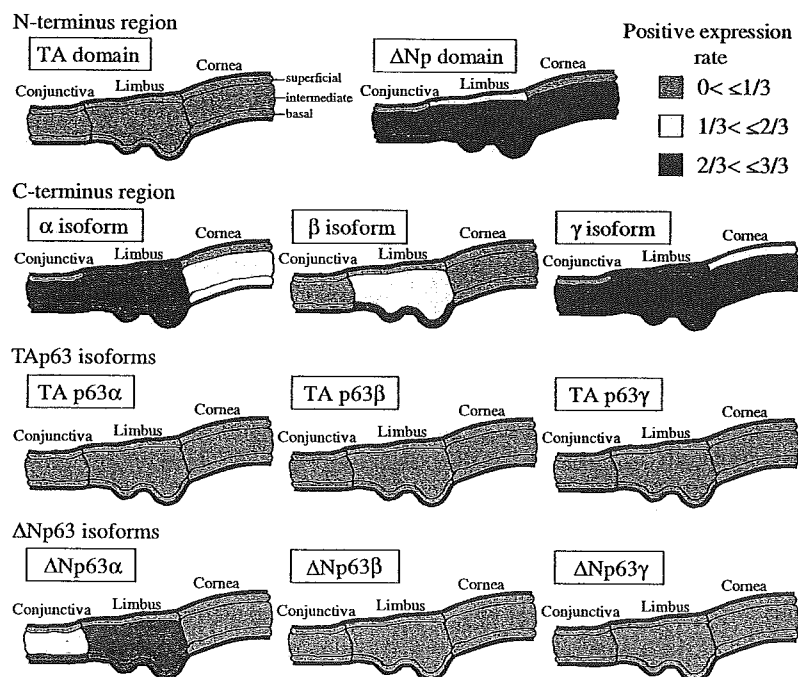 N-terminus region
TA domain
Conjunctiva
Limbus
Cornea
superficial
intermediate
basal
ΔNp domain
Conjunctiva
Limbus
Cornea
Positive expression
rate
0< ≤1/3
1/3< ≤2/3
2/3< ≤3/3
C-terminus region
α isoform
Conjunctiva
Limbus
Cornea
β isoform
Conjunctiva
Limbus
Cornea
γ isoform
Conjunctiva
Limbus
Cornea
TAp63 isoforms
TA p63α
Conjunctiva
Limbus
Cornea
TA p63β
Conjunctiva
Limbus
Cornea
TA p63γ
Conjunctiva
Limbus
Cornea
ΔNp63 isoforms
ΔNp63α
Conjunctiva
Limbus
Cornea
ΔNp63β
Conjunctiva
Limbus
Cornea
ΔNp63γ
Conjunctiva
Limbus
Cornea